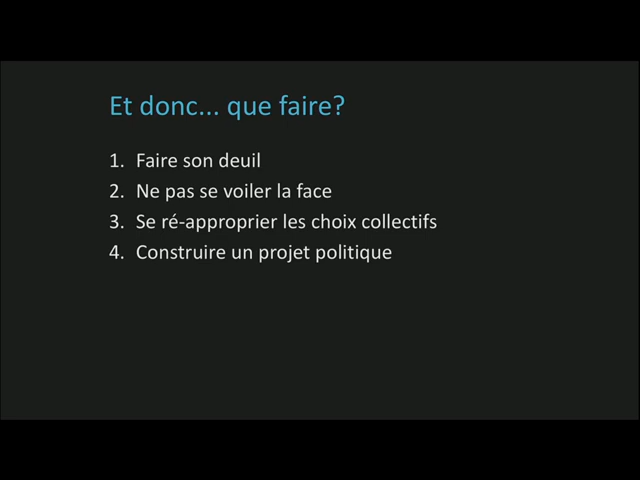 Et donc... que faire?
1. Faire son deuil
2. Ne pas se voiler la face
3. Se ré-approprier les choix collectifs
4. Construire un projet politique